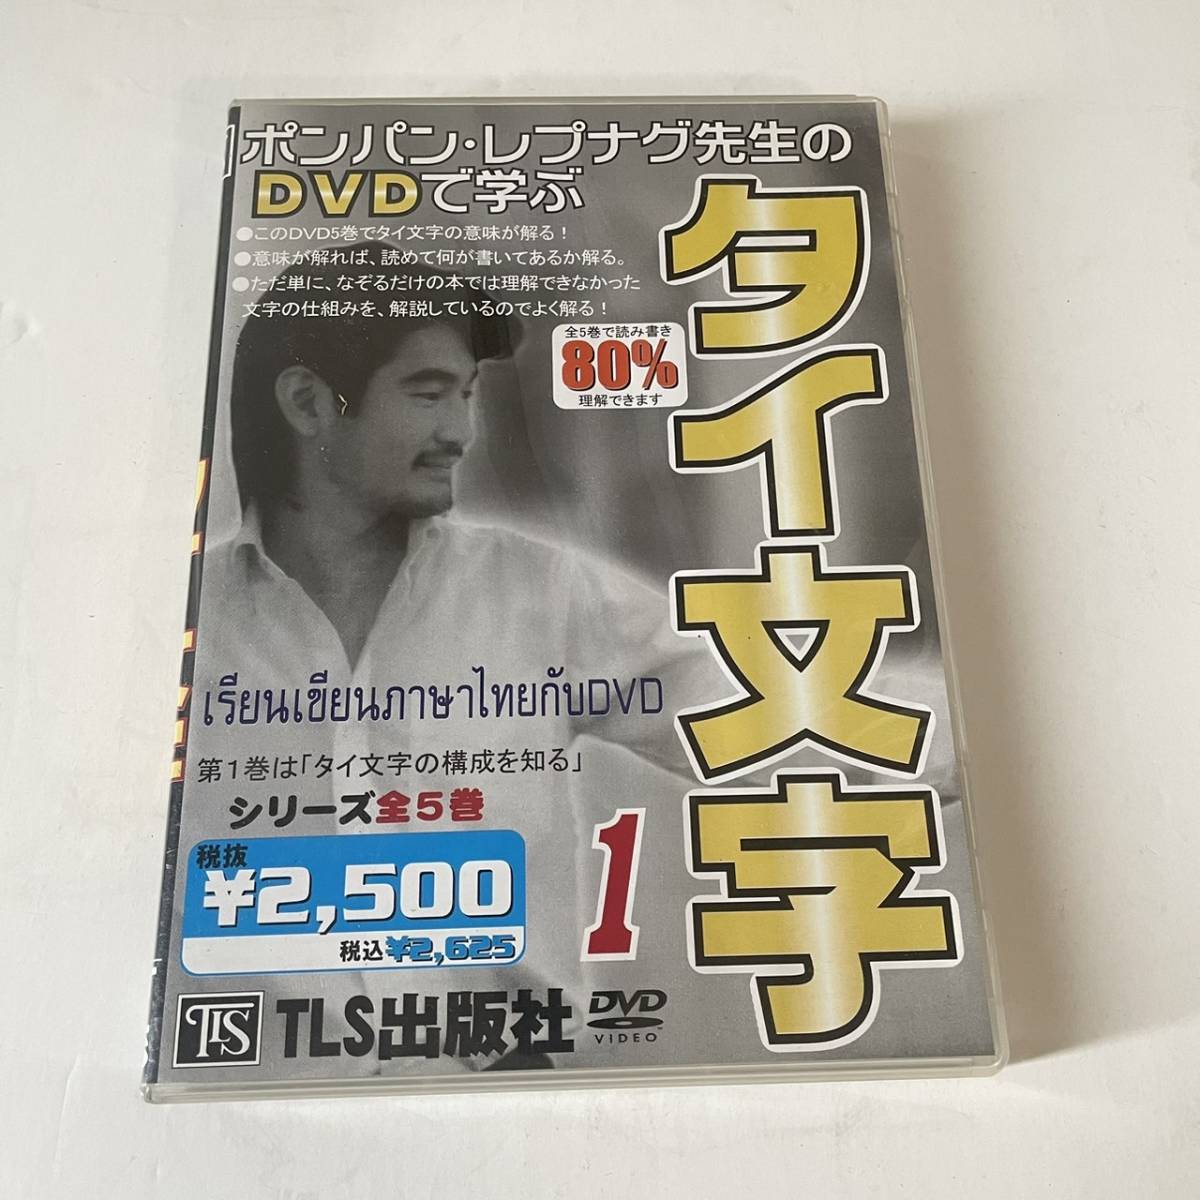 ポンパン・レプナグ先生の
DVDで学ぶ
タイ文字
●このDVD5巻でタイ文字の意味が解る！
●意味が解れば、読めて何が書いてあるか解る。
●ただ単に、なぞるだけの本では理解できなかった
文字の仕組みを、解説しているのでよく解る！
全5巻で読み書き
80%
理解できます
เรียนเขียนภาษาไทยกับDVD
第1巻は「タイ文字の構成を知る」
シリーズ全5巻
1
税抜
¥2,500
税込¥2,625
TLS
TLS出版社
DVD
VIDEO